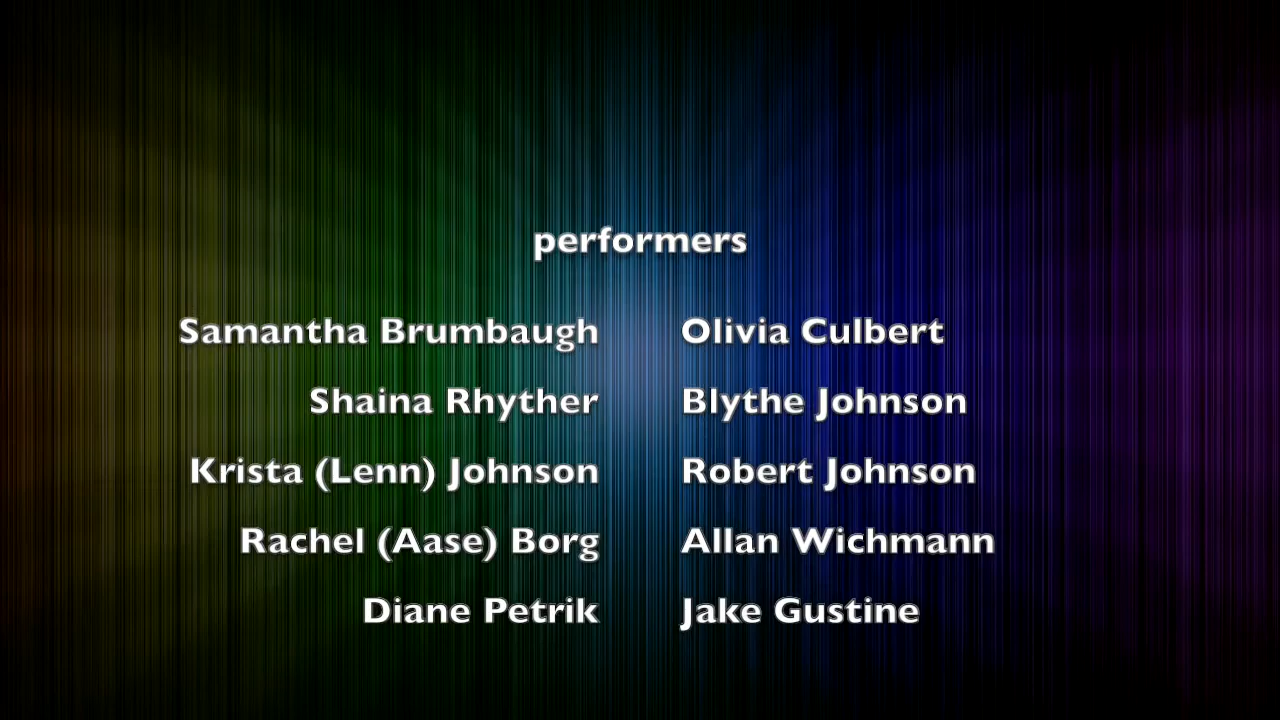 performers
Samantha Brumbaugh Olivia Culbert
Shaina Rhyther Blythe Johnson
Krista (Lenn) Johnson Robert Johnson
Rachel (Aase) Borg Allan Wichmann
Diane Petrik Jake Gustine